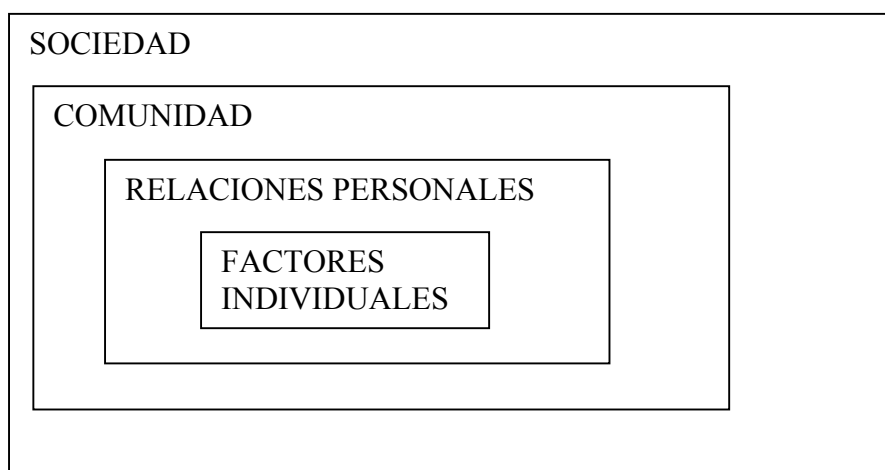 SOCIEDAD
COMUNIDAD
RELACIONES PERSONALES
FACTORES
INDIVIDUALES